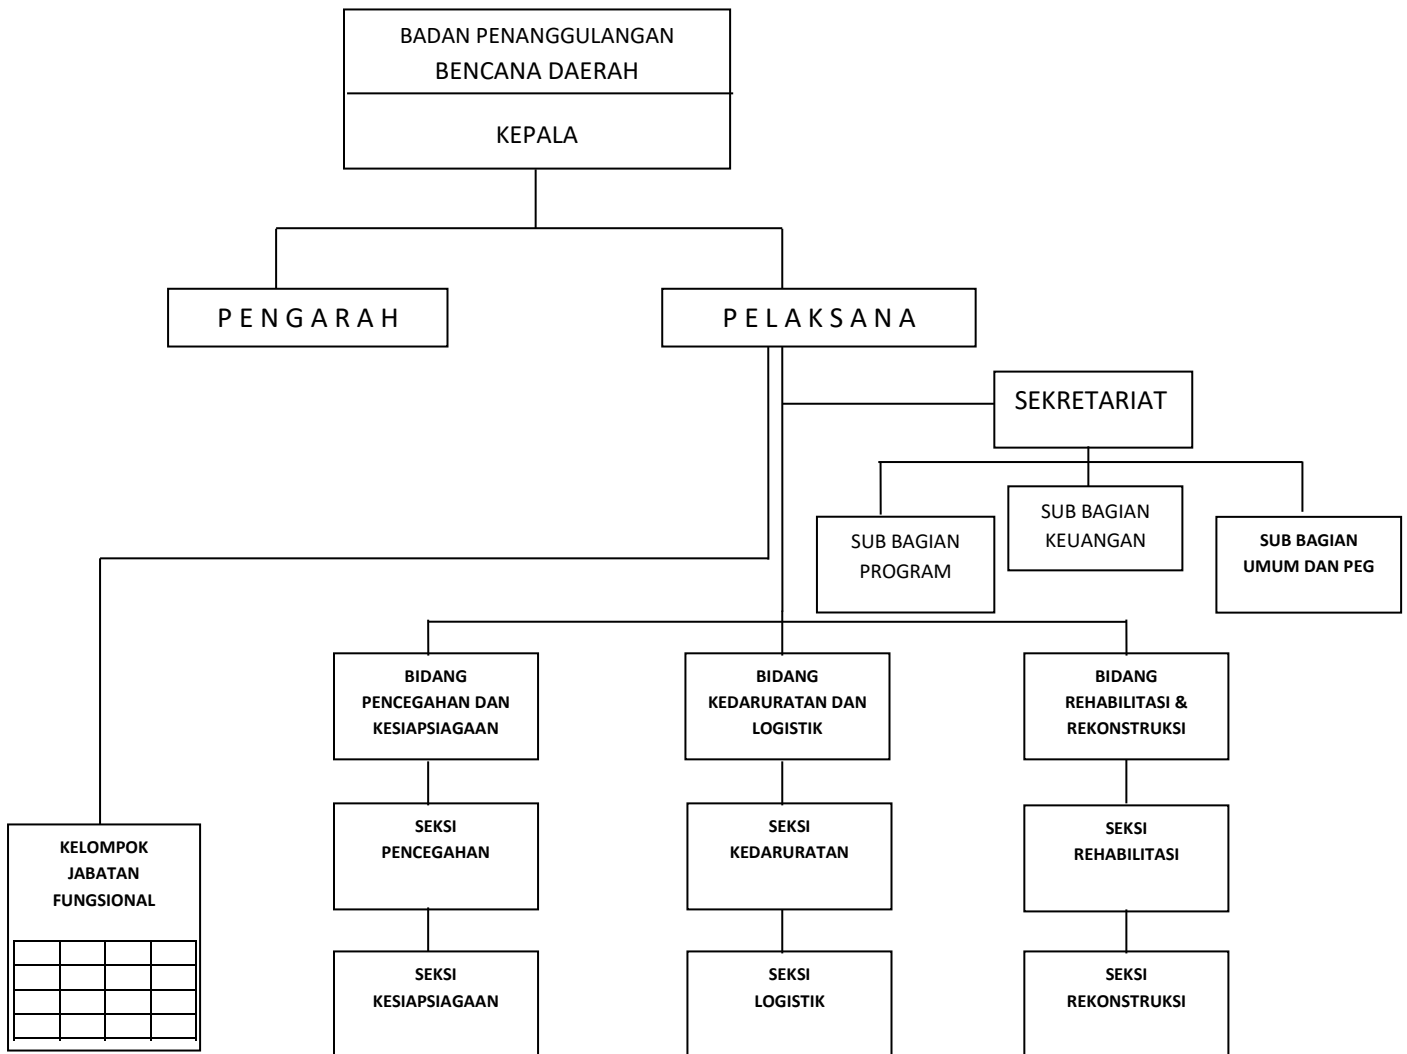 BADAN PENANGGULANGAN
BENCANA DAERAH
KEPALA
P E N G A R A H
P E L A K S A N A
SEKRETARIAT
SUB BAGIAN
PROGRAM
SUB BAGIAN
KEUANGAN
SUB BAGIAN
UMUM DAN PEG
BIDANG
PENCEGAHAN DAN
KESIAPSIAGAAN
BIDANG
KEDARURATAN DAN
LOGISTIK
BIDANG
REHABILITASI &
REKONSTRUKSI
KELOMPOK
JABATAN
FUNGSIONAL
SEKSI
PENCEGAHAN
SEKSI
KEDARURATAN
SEKSI
REHABILITASI
SEKSI
KESIAPSIAGAAN
SEKSI
LOGISTIK
SEKSI
REKONSTRUKSI